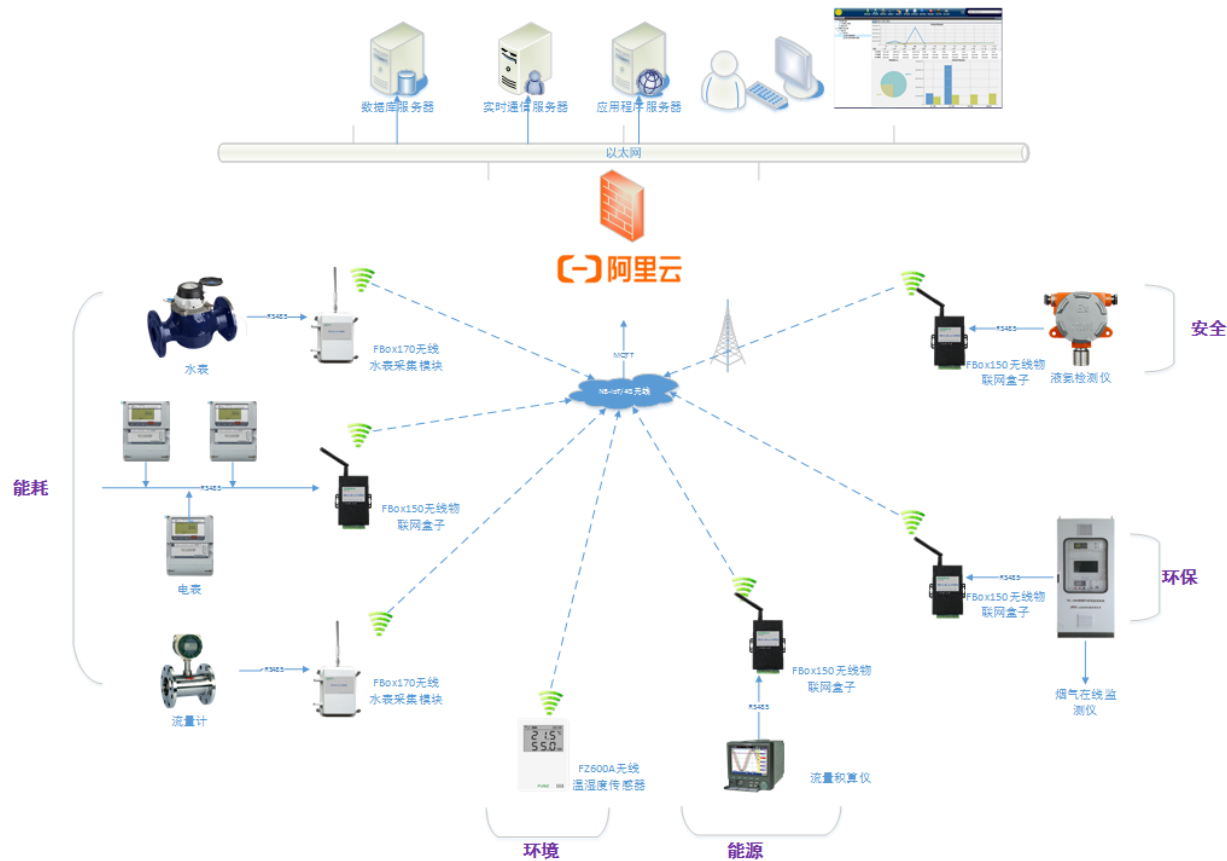 数据库服务器
实时通信服务器
应用程序服务器
以太网
阿里云
MQTT
NB-IoT/4G无线
能耗
水表
RS485
FBox170无线
水表采集模块
RS485
电表
FBox150无线物
联网盒子
流量计
RS485
FBox170无线
水表采集模块
21.5
55.0
FZ600A无线
温湿度传感器
环境
FBox150无线物
联网盒子
RS485
流量积算仪
能源
RS485
FBox150无线物
联网盒子
液氨检测仪
安全
RS485
FBox150无线物
联网盒子
烟气在线监
测仪
环保